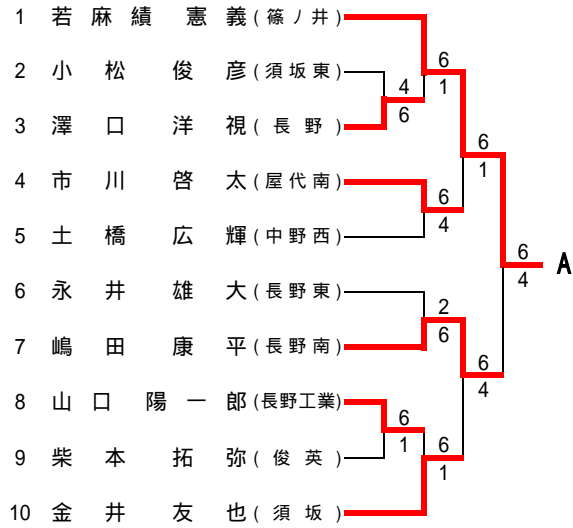 1 若麻績 憲義 (篠ノ井)
2 小松 俊彦 (須坂東)
3 澤口 洋視 (長野)
4 市川 啓太 (屋代南)
5 土橋 広輝 (中野西)
6 永井 雄大 (長野東)
7 嶋田 康平 (長野南)
8 山口 陽一郎 (長野工業)
9 柴本 拓弥 (俊英)
10 金井 友也 (須坂)
4
6
6
1
6
4
6
1
2
6
6
1
6
1
6
4
6
4
A